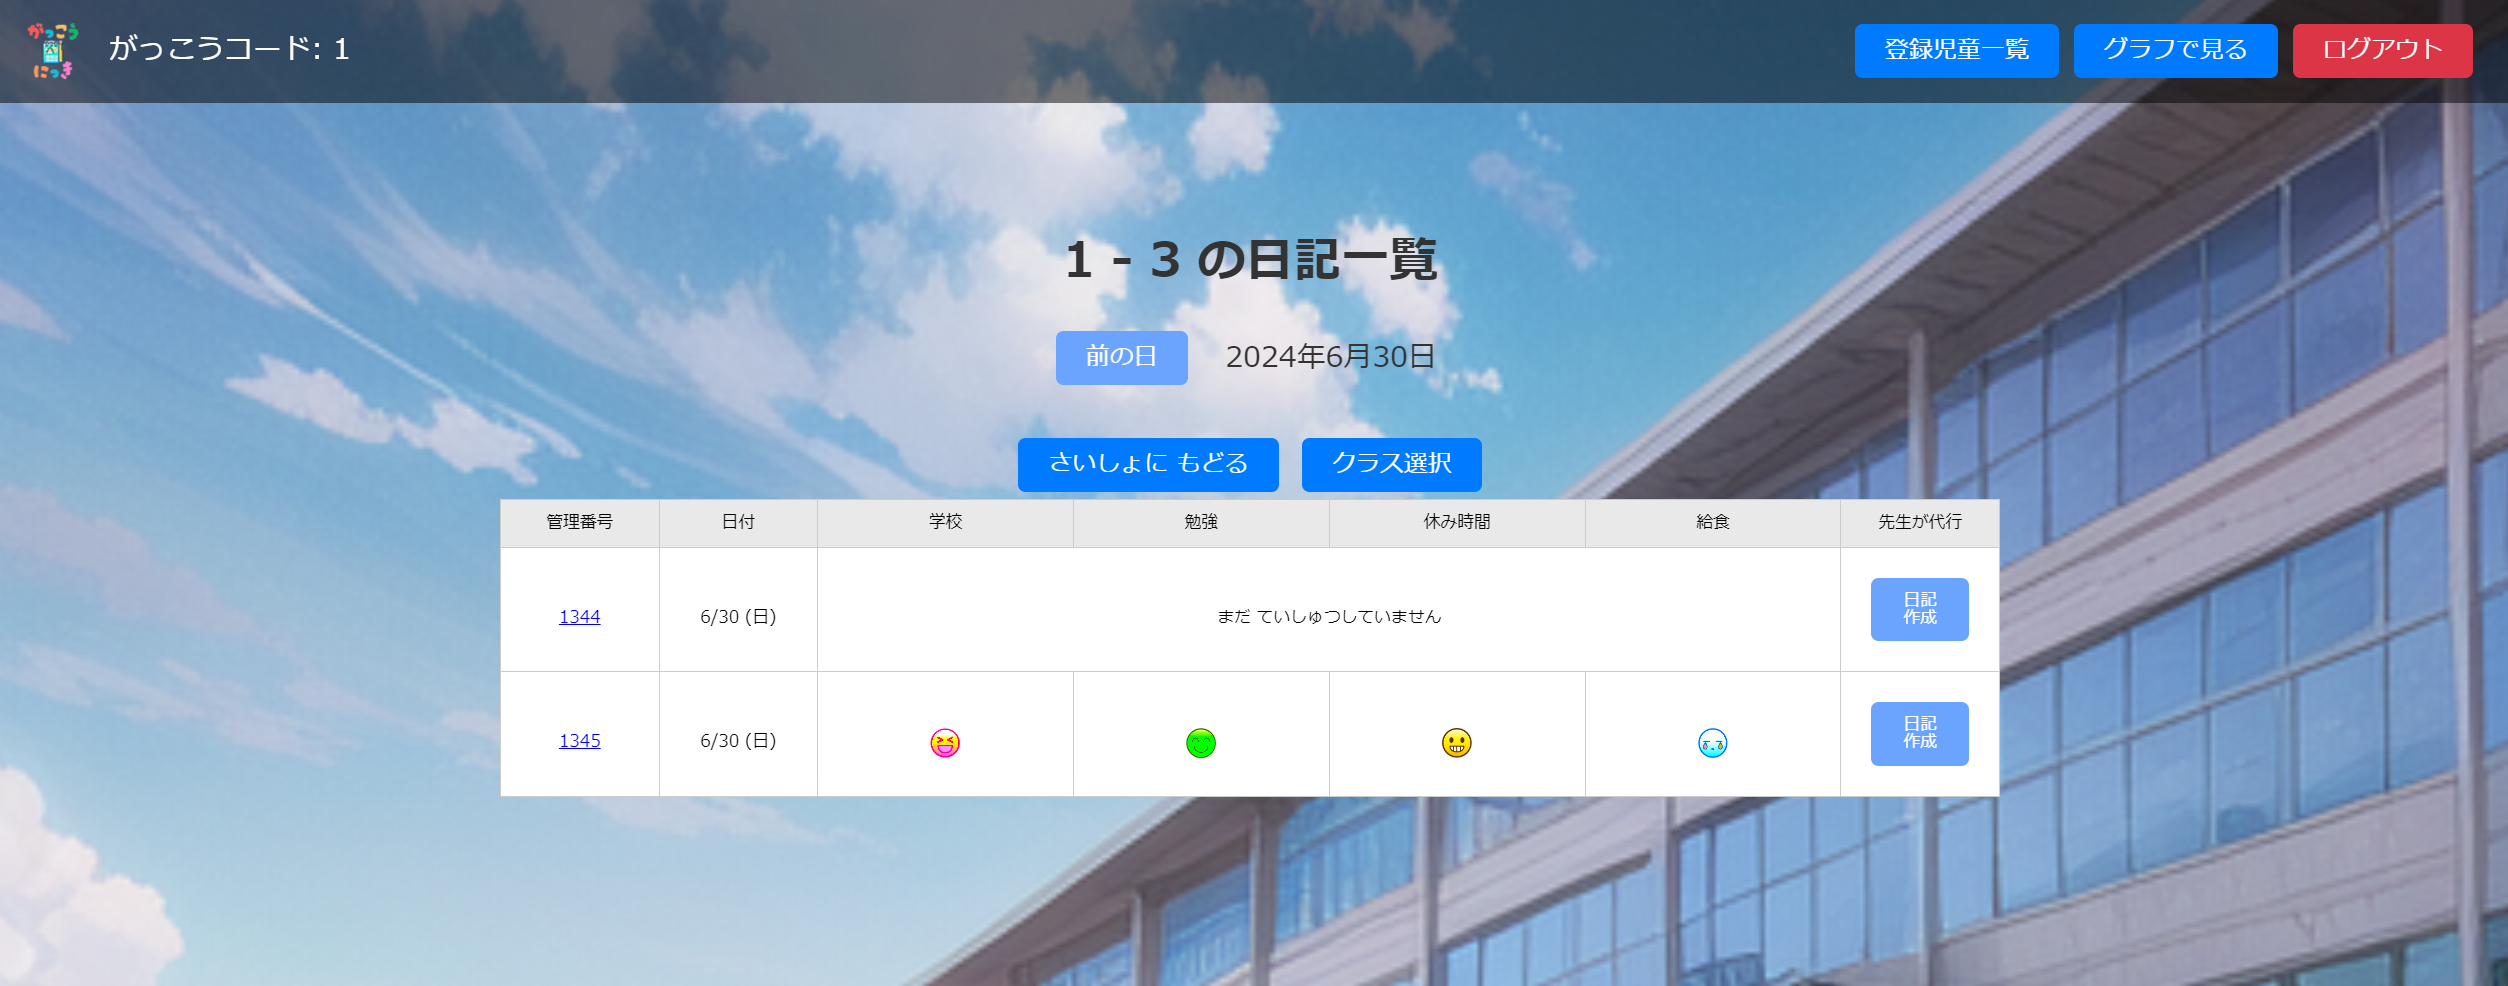 がっこう
にっき
がっこうコード: 1
登録児童一覧
グラフで見る
ログアウト
1 - 3 の日記一覧
前の日
2024年6月30日
さいしょに もどる
クラス選択
管理番号 日付 学校 勉強 休み時間 給食 先生が代行
1344 6/30 (日) まだ ていしゅつしていません
日記
作成
1345 6/30 (日)
日記
作成